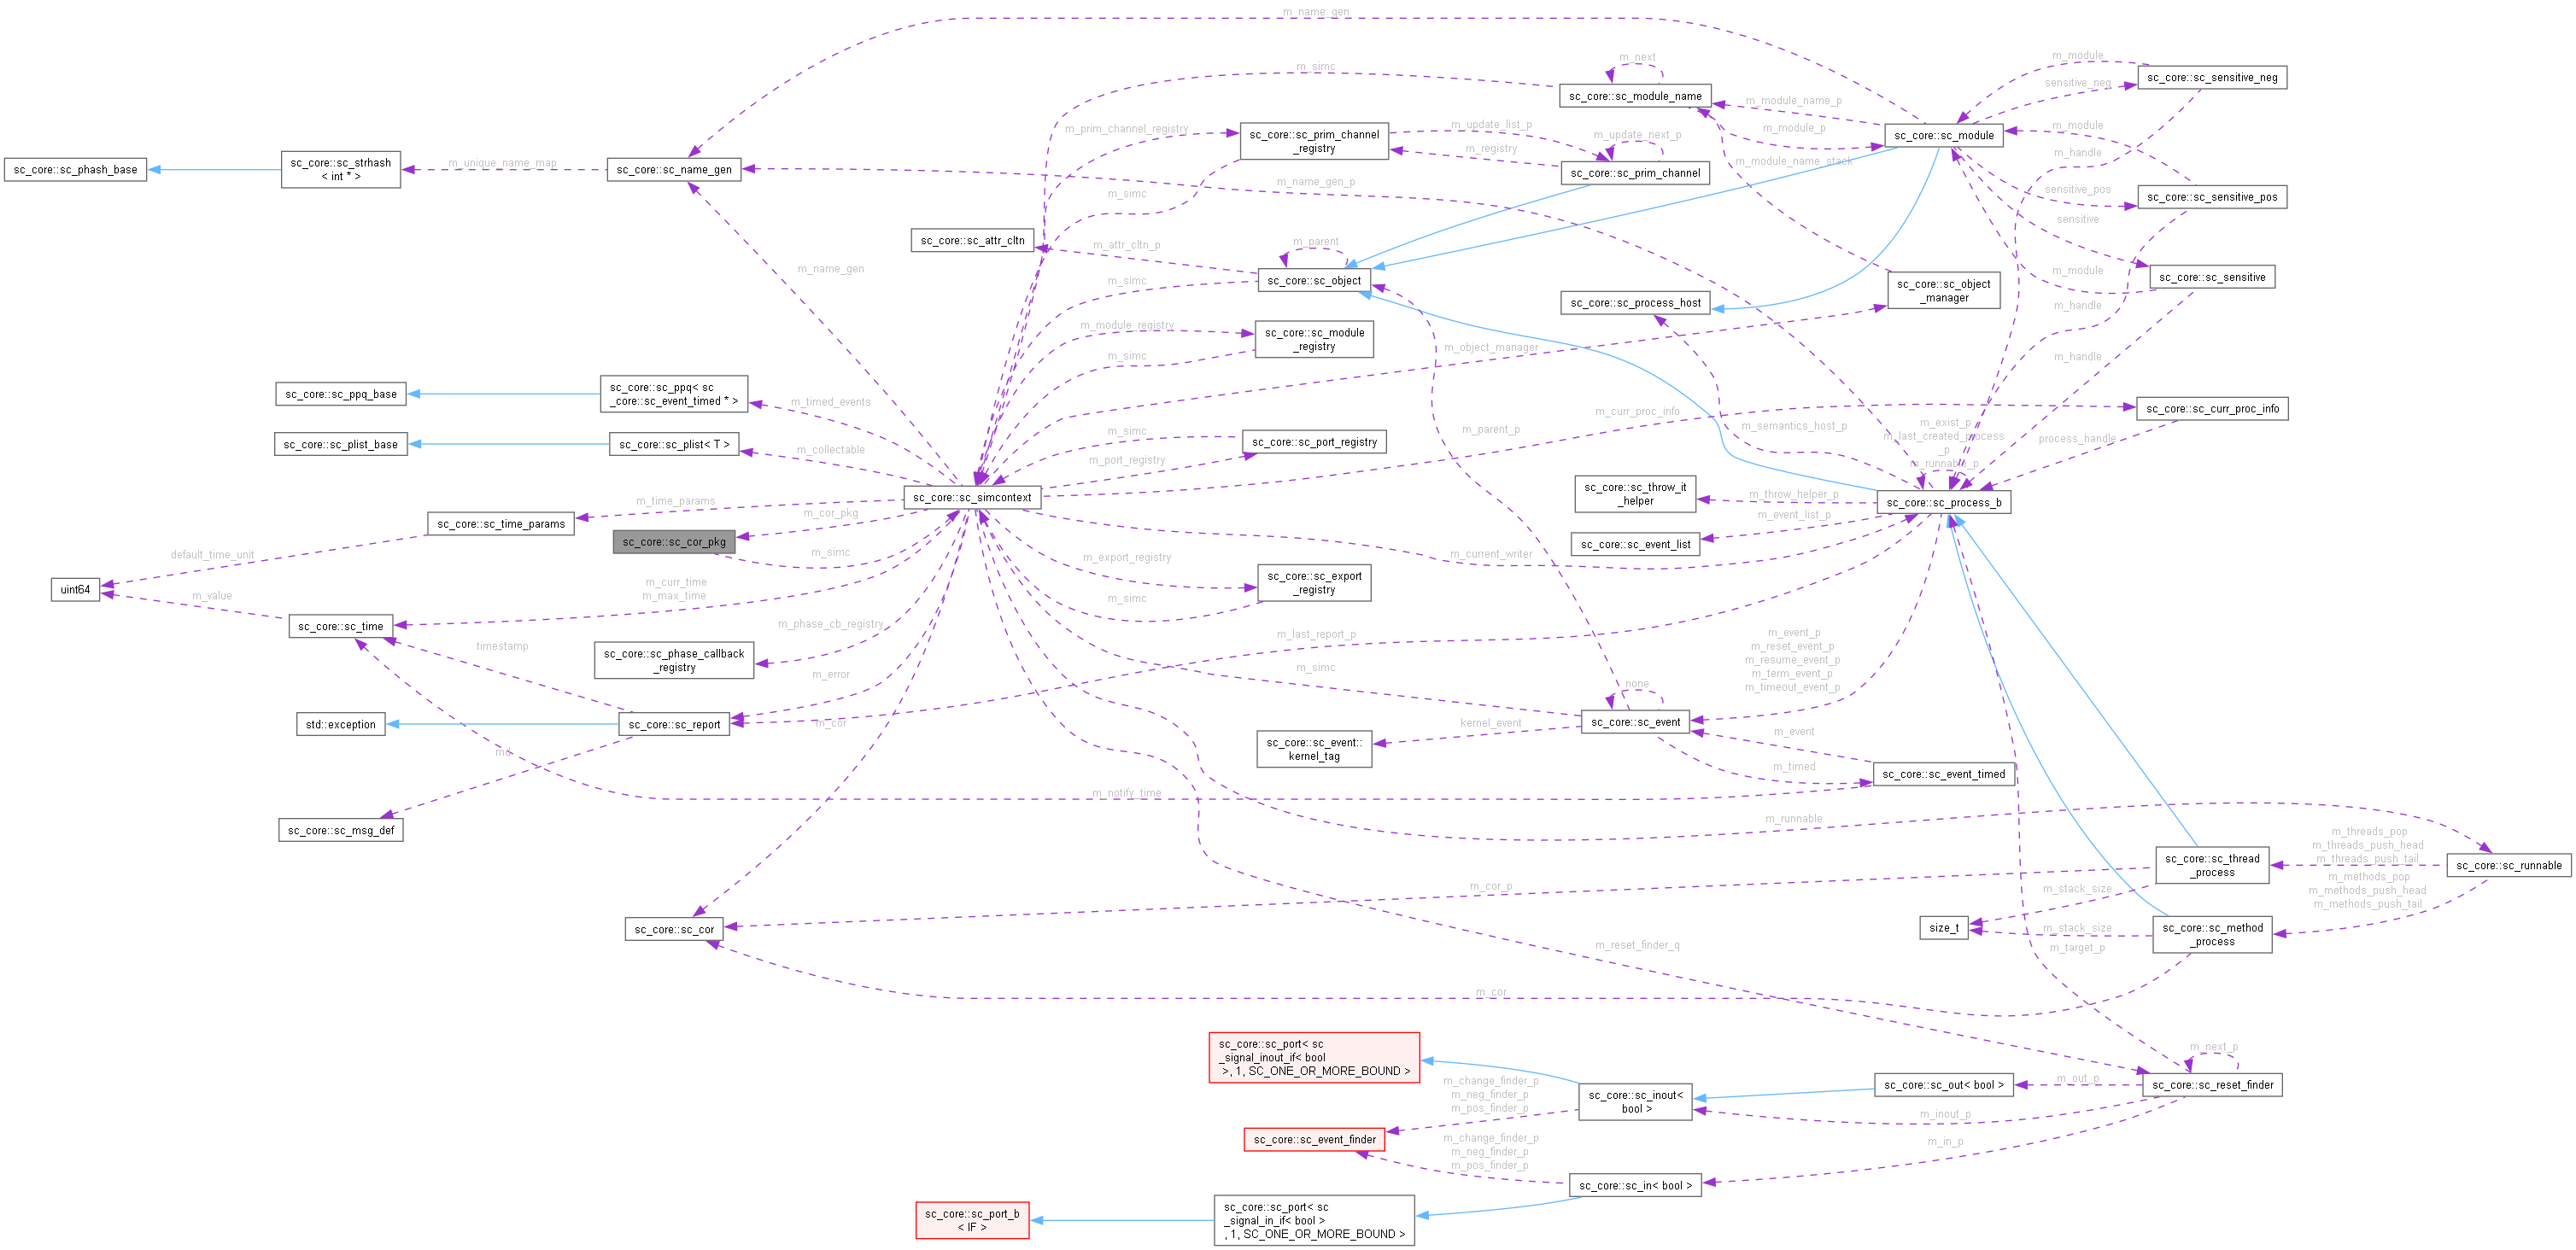 m_name_gen
m_simc
m_next
sc_core::sc_module_name
m_module_name_p
m_module_p
m_module
sensitive_neg
sc_core::sc_sensitive_neg
sc_core::sc_module
m_module
m_handle
m_prim_channel_registry
sc_core::sc_prim_channel
_registry
m_update_list_p
m_registry
m_update_next_p
sc_core::sc_prim_channel
m_module_name_stack
sc_core::sc_phash_base
sc_core::sc_strhash
< int * >
m_unique_name_map
sc_core::sc_name_gen
m_name_gen_p
m_simc
sensitive_pos
sc_core::sc_sensitive_pos
sensitive
sc_core::sc_attr_cltn
m_attr_cltn_p
m_parent
sc_core::sc_object
m_name_gen
m_simc
m_module
sc_core::sc_sensitive
sc_core::sc_process_host
sc_core::sc_object
_manager
m_handle
m_module_registry
sc_core::sc_module
_registry
m_simc
m_object_manager
m_handle
sc_core::sc_ppq_base
sc_core::sc_ppq< sc
_core::sc_event_timed * >
m_timed_events
sc_core::sc_plist_base
sc_core::sc_plist< T >
m_collectable
m_simc
m_port_registry
sc_core::sc_port_registry
m_parent_p
m_curr_proc_info
m_semantics_host_p
sc_core::sc_curr_proc_info
process_handle
m_exist_p
m_last_created_process
_p
m_runnable_p
sc_core::sc_simcontext
sc_core::sc_throw_it
_helper
m_throw_helper_p
sc_core::sc_process_b
m_event_list_p
sc_core::sc_event_list
m_time_params
sc_core::sc_time_params
m_cor_pkg
sc_core::sc_cor_pkg
m_simc
default_time_unit
uint64
m_value
sc_core::sc_time
m_curr_time
m_max_time
m_export_registry
sc_core::sc_export
_registry
m_simc
m_current_writer
m_phase_cb_registry
sc_core::sc_phase_callback
_registry
timestamp
m_error
m_last_report_p
m_simc
m_event_p
m_reset_event_p
m_resume_event_p
m_term_event_p
m_timeout_event_p
none
sc_core::sc_event
std::exception
sc_core::sc_report
m_cor
kernel_event
sc_core::sc_event::
kernel_tag
m_event
m_timed
sc_core::sc_event_timed
md
m_notify_time
sc_core::sc_msg_def
m_runnable
sc_core::sc_thread
_process
m_threads_pop
m_threads_push_head
m_threads_push_tail
sc_core::sc_runnable
m_methods_pop
m_methods_push_head
m_methods_push_tail
m_cor_p
m_stack_size
sc_core::sc_cor
size_t
m_stack_size
sc_core::sc_method
_process
m_reset_finder_q
m_target_p
m_cor
sc_core::sc_port< sc
_signal_inout_if< bool
>, 1, SC_ONE_OR_MORE_BOUND >
m_change_finder_p
m_neg_finder_p
m_pos_finder_p
sc_core::sc_inout<
bool >
sc_core::sc_out< bool >
m_out_p
m_next_p
sc_core::sc_reset_finder
m_inout_p
m_in_p
sc_core::sc_event_finder
m_change_finder_p
m_neg_finder_p
m_pos_finder_p
sc_core::sc_in< bool >
sc_core::sc_port_b
< IF >
sc_core::sc_port< sc
_signal_in_if< bool >
, 1, SC_ONE_OR_MORE_BOUND >